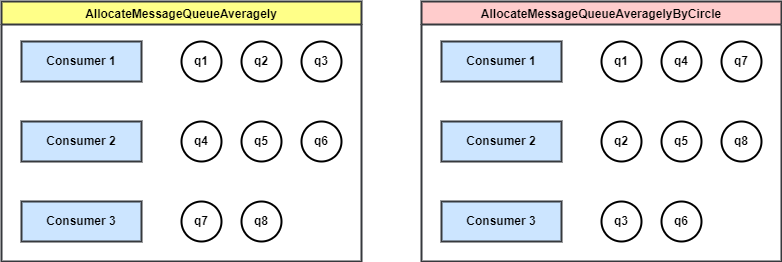 AllocateMessageQueueAveragely
Consumer 1 q1 q2 q3
Consumer 2 q4 q5 q6
Consumer 3 q7 q8
AllocateMessageQueueAveragelyByCircle
Consumer 1 q1 q4 q7
Consumer 2 q2 q5 q8
Consumer 3 q3 q6